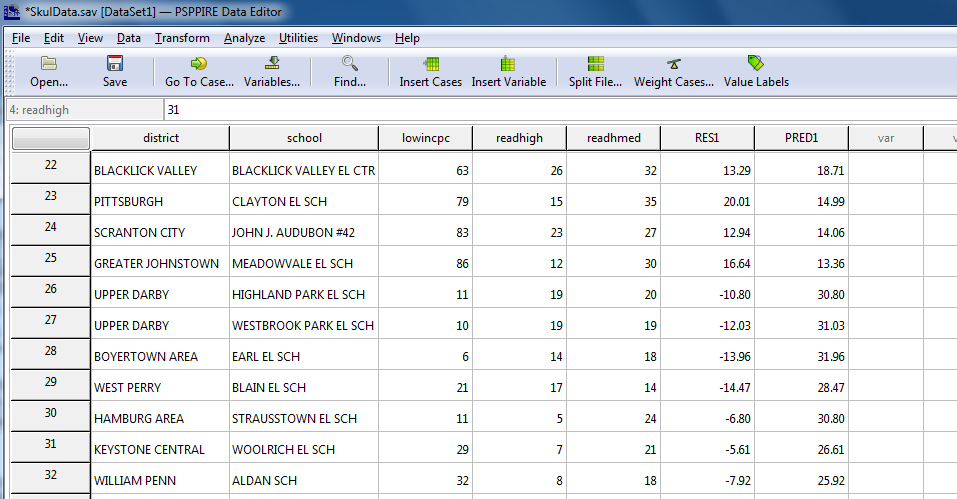 *SkulData.sav [DataSet1] — PSPPIRE Data Editor
File Edit View Data Transform Analyze Utilities Windows Help
Open... Save Go To Case... Variables... Find... Insert Cases Insert Variable Split File... Weight Cases... Value Labels
4: readhigh 31
district school lowincpc readhigh readhmed RES1 PRED1 var v
22 BLACKLICK VALLEY BLACKLICK VALLEY EL CTR 63 26 32 13.29 18.71
23 PITTSBURGH CLAYTON EL SCH 79 15 35 20.01 14.99
24 SCRANTON CITY JOHN J. AUDUBON #42 83 23 27 12.94 14.06
25 GREATER JOHNSTOWN MEADOWVALE EL SCH 86 12 30 16.64 13.36
26 UPPER DARBY HIGHLAND PARK EL SCH 11 19 20 -10.80 30.80
27 UPPER DARBY WESTBROOK PARK EL SCH 10 19 19 -12.03 31.03
28 BOYERTOWN AREA EARL EL SCH 6 14 18 -13.96 31.96
29 WEST PERRY BLAIN EL SCH 21 17 14 -14.47 28.47
30 HAMBURG AREA STRAUSSTOWN EL SCH 11 5 24 -6.80 30.80
31 KEYSTONE CENTRAL WOOLRICH EL SCH 29 7 21 -5.61 26.61
32 WILLIAM PENN ALDAN SCH 32 8 18 -7.92 25.92